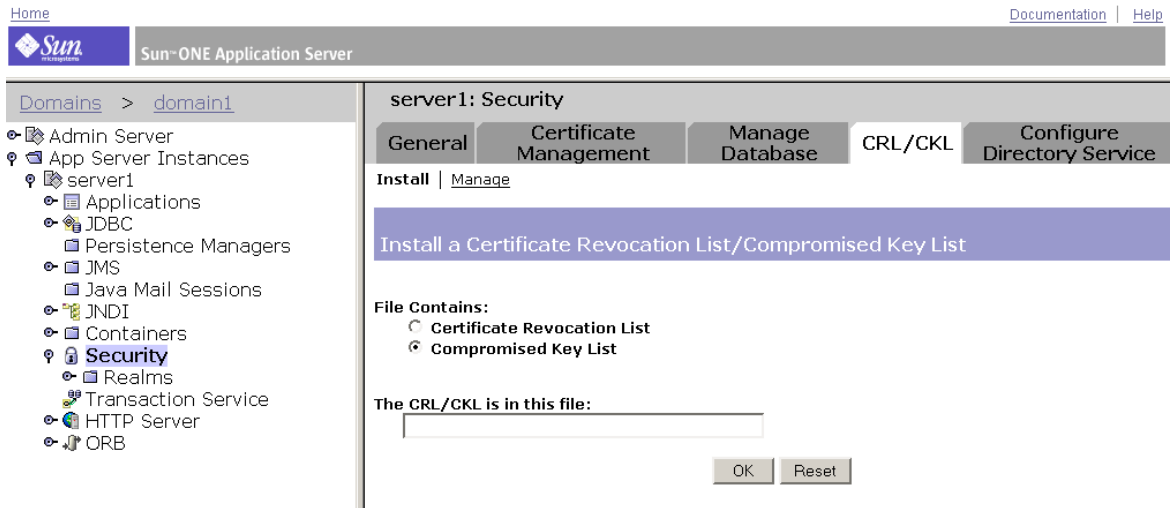 Home
Documentation | Help
Sun
microsystems
Sun™ ONE Application Server
Domains > domain1
Admin Server
App Server Instances
server1
Applications
JDBC
Persistence Managers
JMS
Java Mail Sessions
JNDI
Containers
Security
Realms
Transaction Service
HTTP Server
ORB
server1: Security
General
Certificate Management
Manage Database
CRL/CKL
Configure Directory Service
Install | Manage
Install a Certificate Revocation List/Compromised Key List
File Contains:
Certificate Revocation List
Compromised Key List
The CRL/CKL is in this file:
OK
Reset